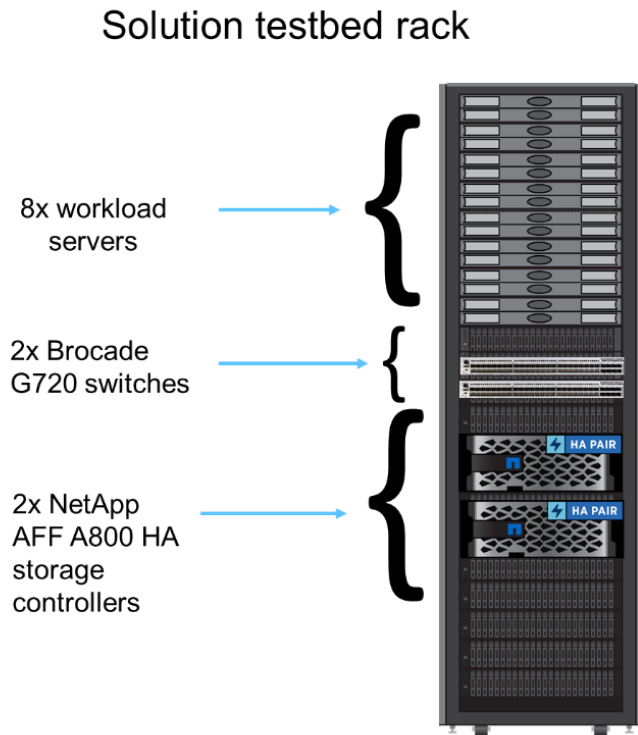 Solution testbed rack
8x workload
servers
2x Brocade
G720 switches
2x NetApp
AFF A800 HA
storage
controllers
HA PAIR
HA PAIR